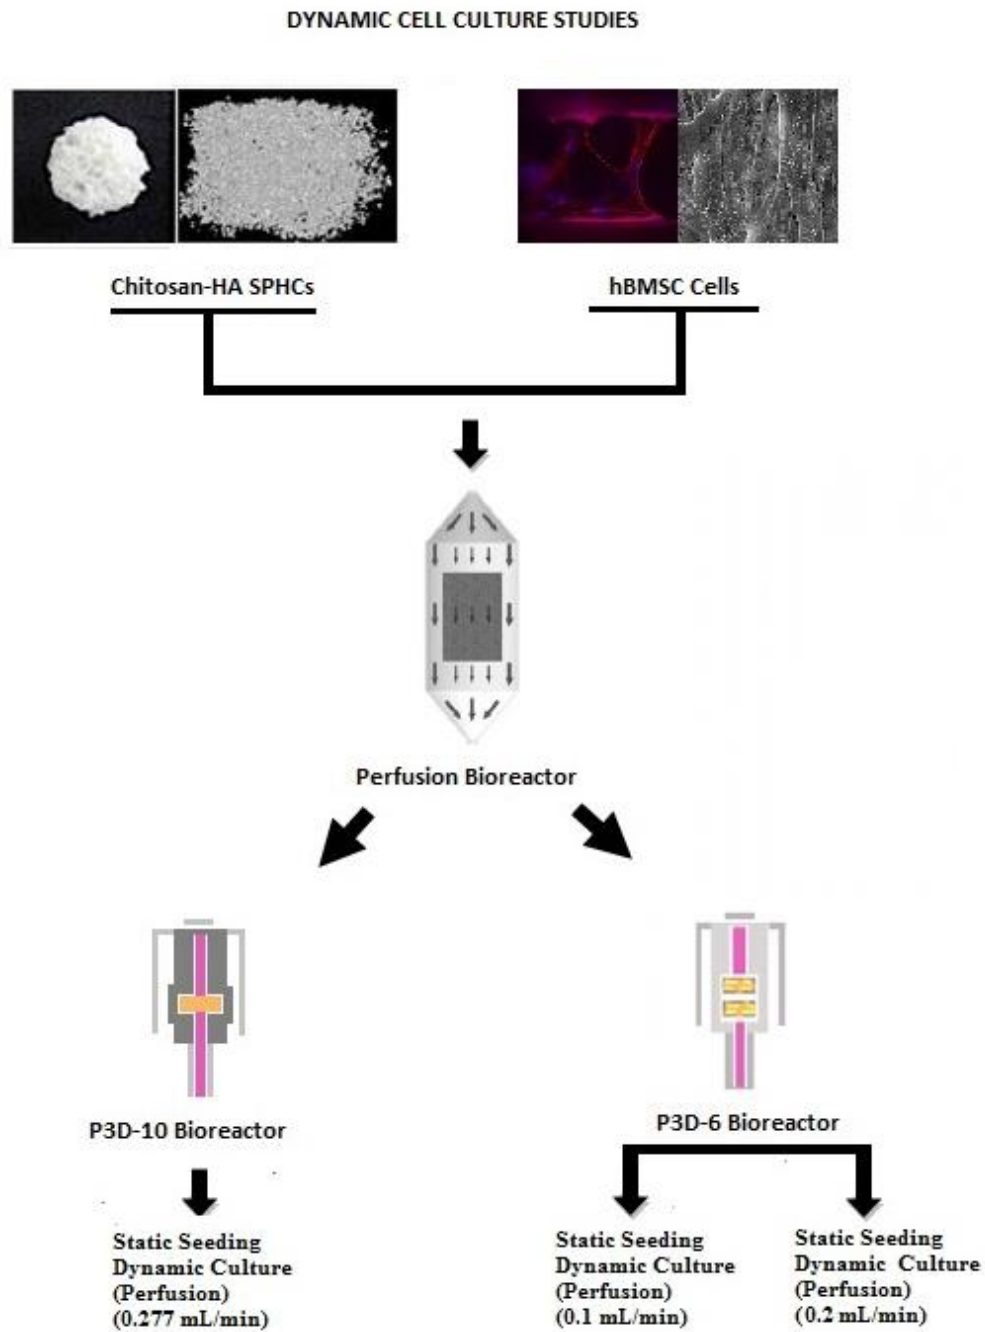 DYNAMIC CELL CULTURE STUDIES
Chitosan-HA SPHCs
hBMSC Cells
Perfusion Bioreactor
P3D-10 Bioreactor
P3D-6 Bioreactor
Static Seeding
Dynamic Culture
(Perfusion)
(0.277 mL/min)
Static Seeding
Dynamic Culture
(Perfusion)
(0.1 mL/min)
Static Seeding
Dynamic Culture
(Perfusion)
(0.2 mL/min)